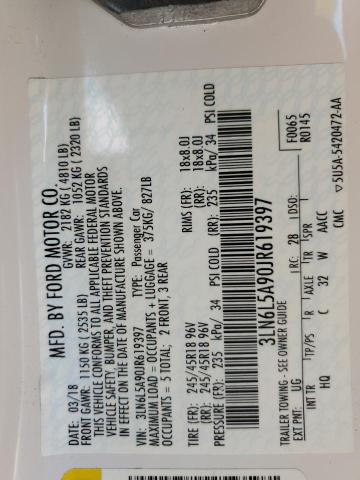 MFD. BY FORD MOTOR CO.
03/18 GVWR: 2182 KG ( 4810 LB)
FRONT GAWR: 1150 KG ( 2535 LB) REAR GAWR: 1052 KG ( 2320 LB)
THIS VEHICLE CONFORMS TO ALL APPLICABLE FEDERAL MOTOR
VEHICLE SAFETY, BUMPER, AND THEFT PREVENTION STANDARDS
IN EFFECT ON THE DATE OF MANUFACTURE SHOWN ABOVE.
VIN: 3LN6L5A90JR619397 TYPE: Passenger Car
MAXIMUM LOAD = OCCUPANTS + LUGGAGE = 375KG/ 827LB
OCCUPANTS = 5 TOTAL; 2 FRONT, 3 REAR
TIRE (FR): 245/45R18 96V RIMS (FR): 18x8.0J
(RR): 245/45R18 96V (RR): 18x8.0J
PRESSURE (FR): 235 kPa/ 34 PSI COLD (RR): 235 kPa/ 34 PSI COLD
3LN6L5A90JR619397
TRAILER TOWING - SEE OWNER GUIDE F0065
EXT PNT: UG RC: 28 DSO: R0145
INT TR TP/PS R AXLE TR SPR
HQ C 32 W AACC
CMC ▽5U5A-5420472-AA